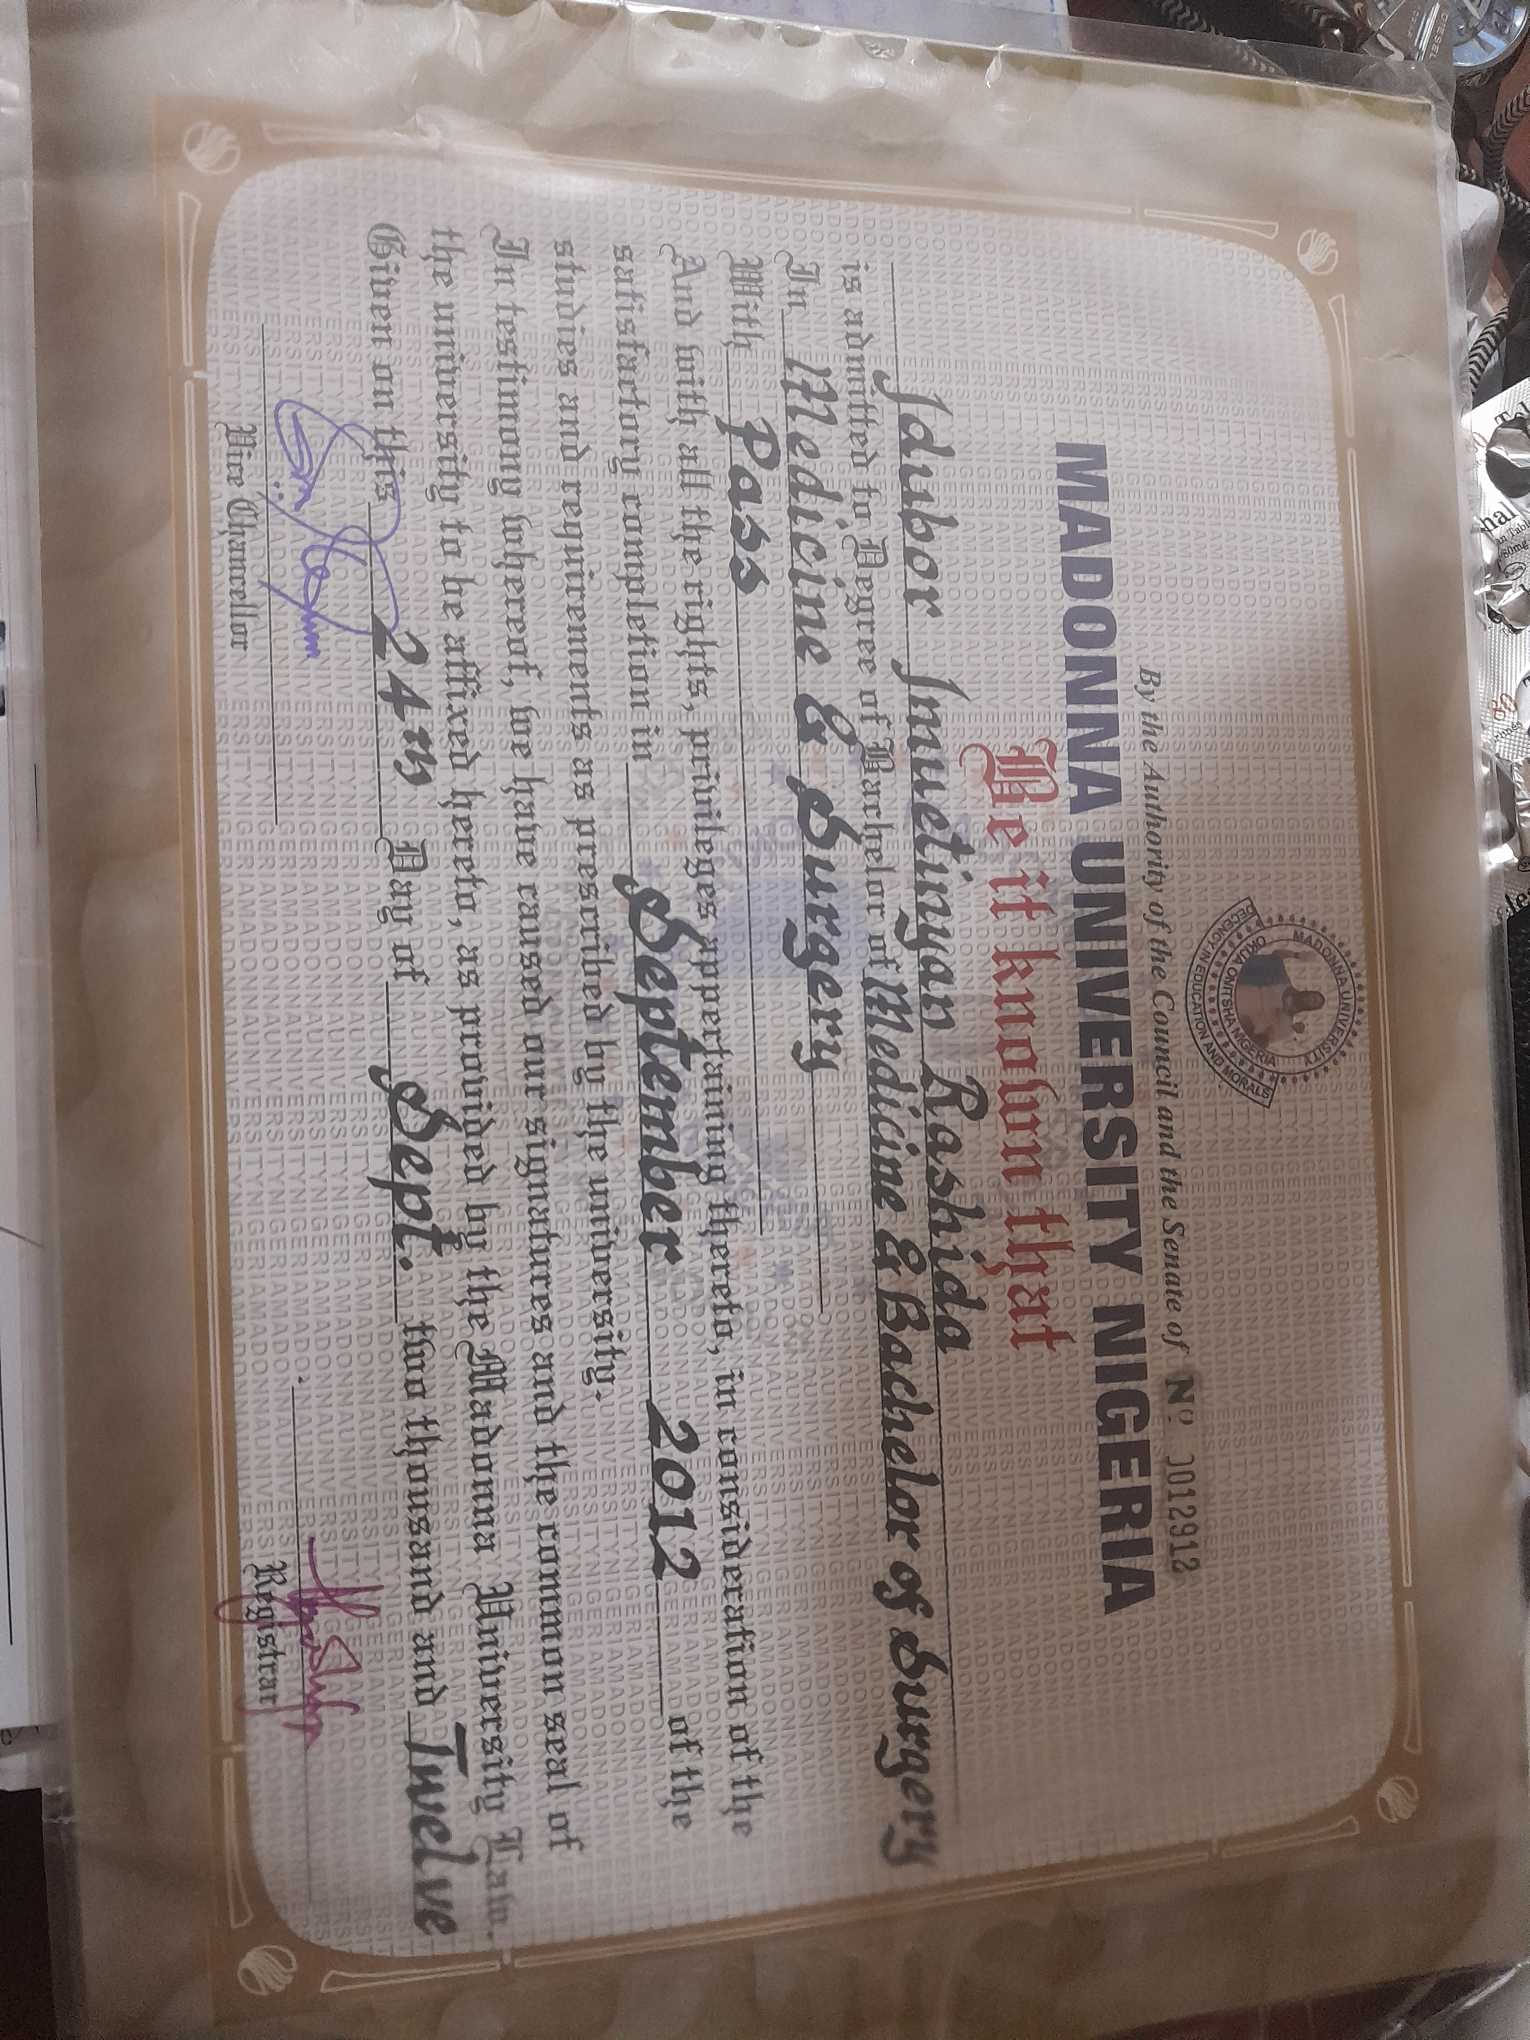 MADONNA UNIVERSITY
OKIJA ONITSHA NIGERIA
DECENCY IN EDUCATION AND MORALS
By the Authority of the Council and the Senate of
Nº 0012912
MADONNA UNIVERSITY NIGERIA
Be it known that
Idubor Imuetinyan Rashida
is admitted to Degree of Bachelor of Medicine & Bachelor of Surgery
In Medicine & Surgery
With Pass
And with all the rights, privileges appertaining thereto, in consideration of the
satisfactory completion in September 2012 of the
studies and requirements as prescribed by the university.
In testimony whereof, we have caused our signatures and the common seal of
the university to be affixed hereto, as provided by the Madonna University Law.
Given on this 24th Day of Sept. two thousand and Twelve
Vice Chancellor
Registrar